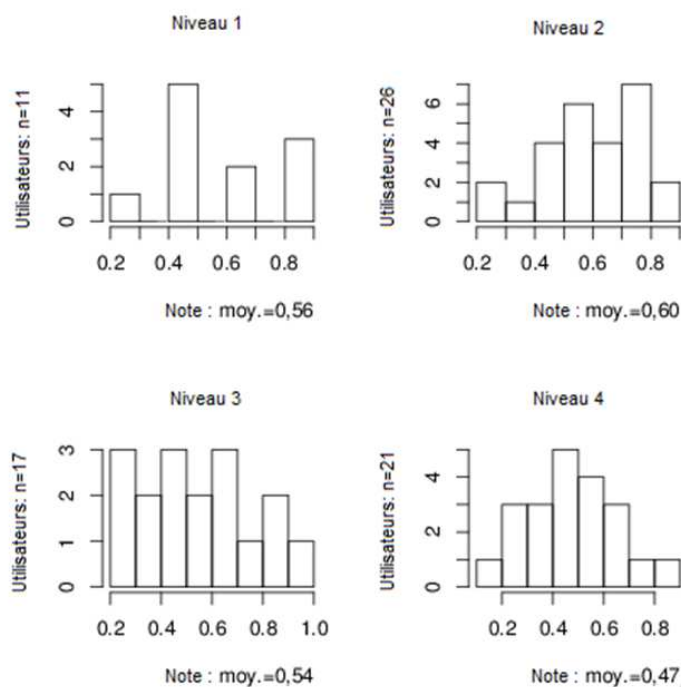 Niveau 1
Utilisateurs: n=11
0 2 4
0.2 0.4 0.6 0.8
Note : moy.=0,56
Niveau 2
Utilisateurs: n=26
0 2 4 6
0.2 0.4 0.6 0.8
Note : moy.=0,60
Niveau 3
Utilisateurs: n=17
0 1 2 3
0.2 0.4 0.6 0.8 1.0
Note : moy.=0,54
Niveau 4
Utilisateurs: n=21
0 2 4
0.2 0.4 0.6 0.8
Note : moy.=0,47